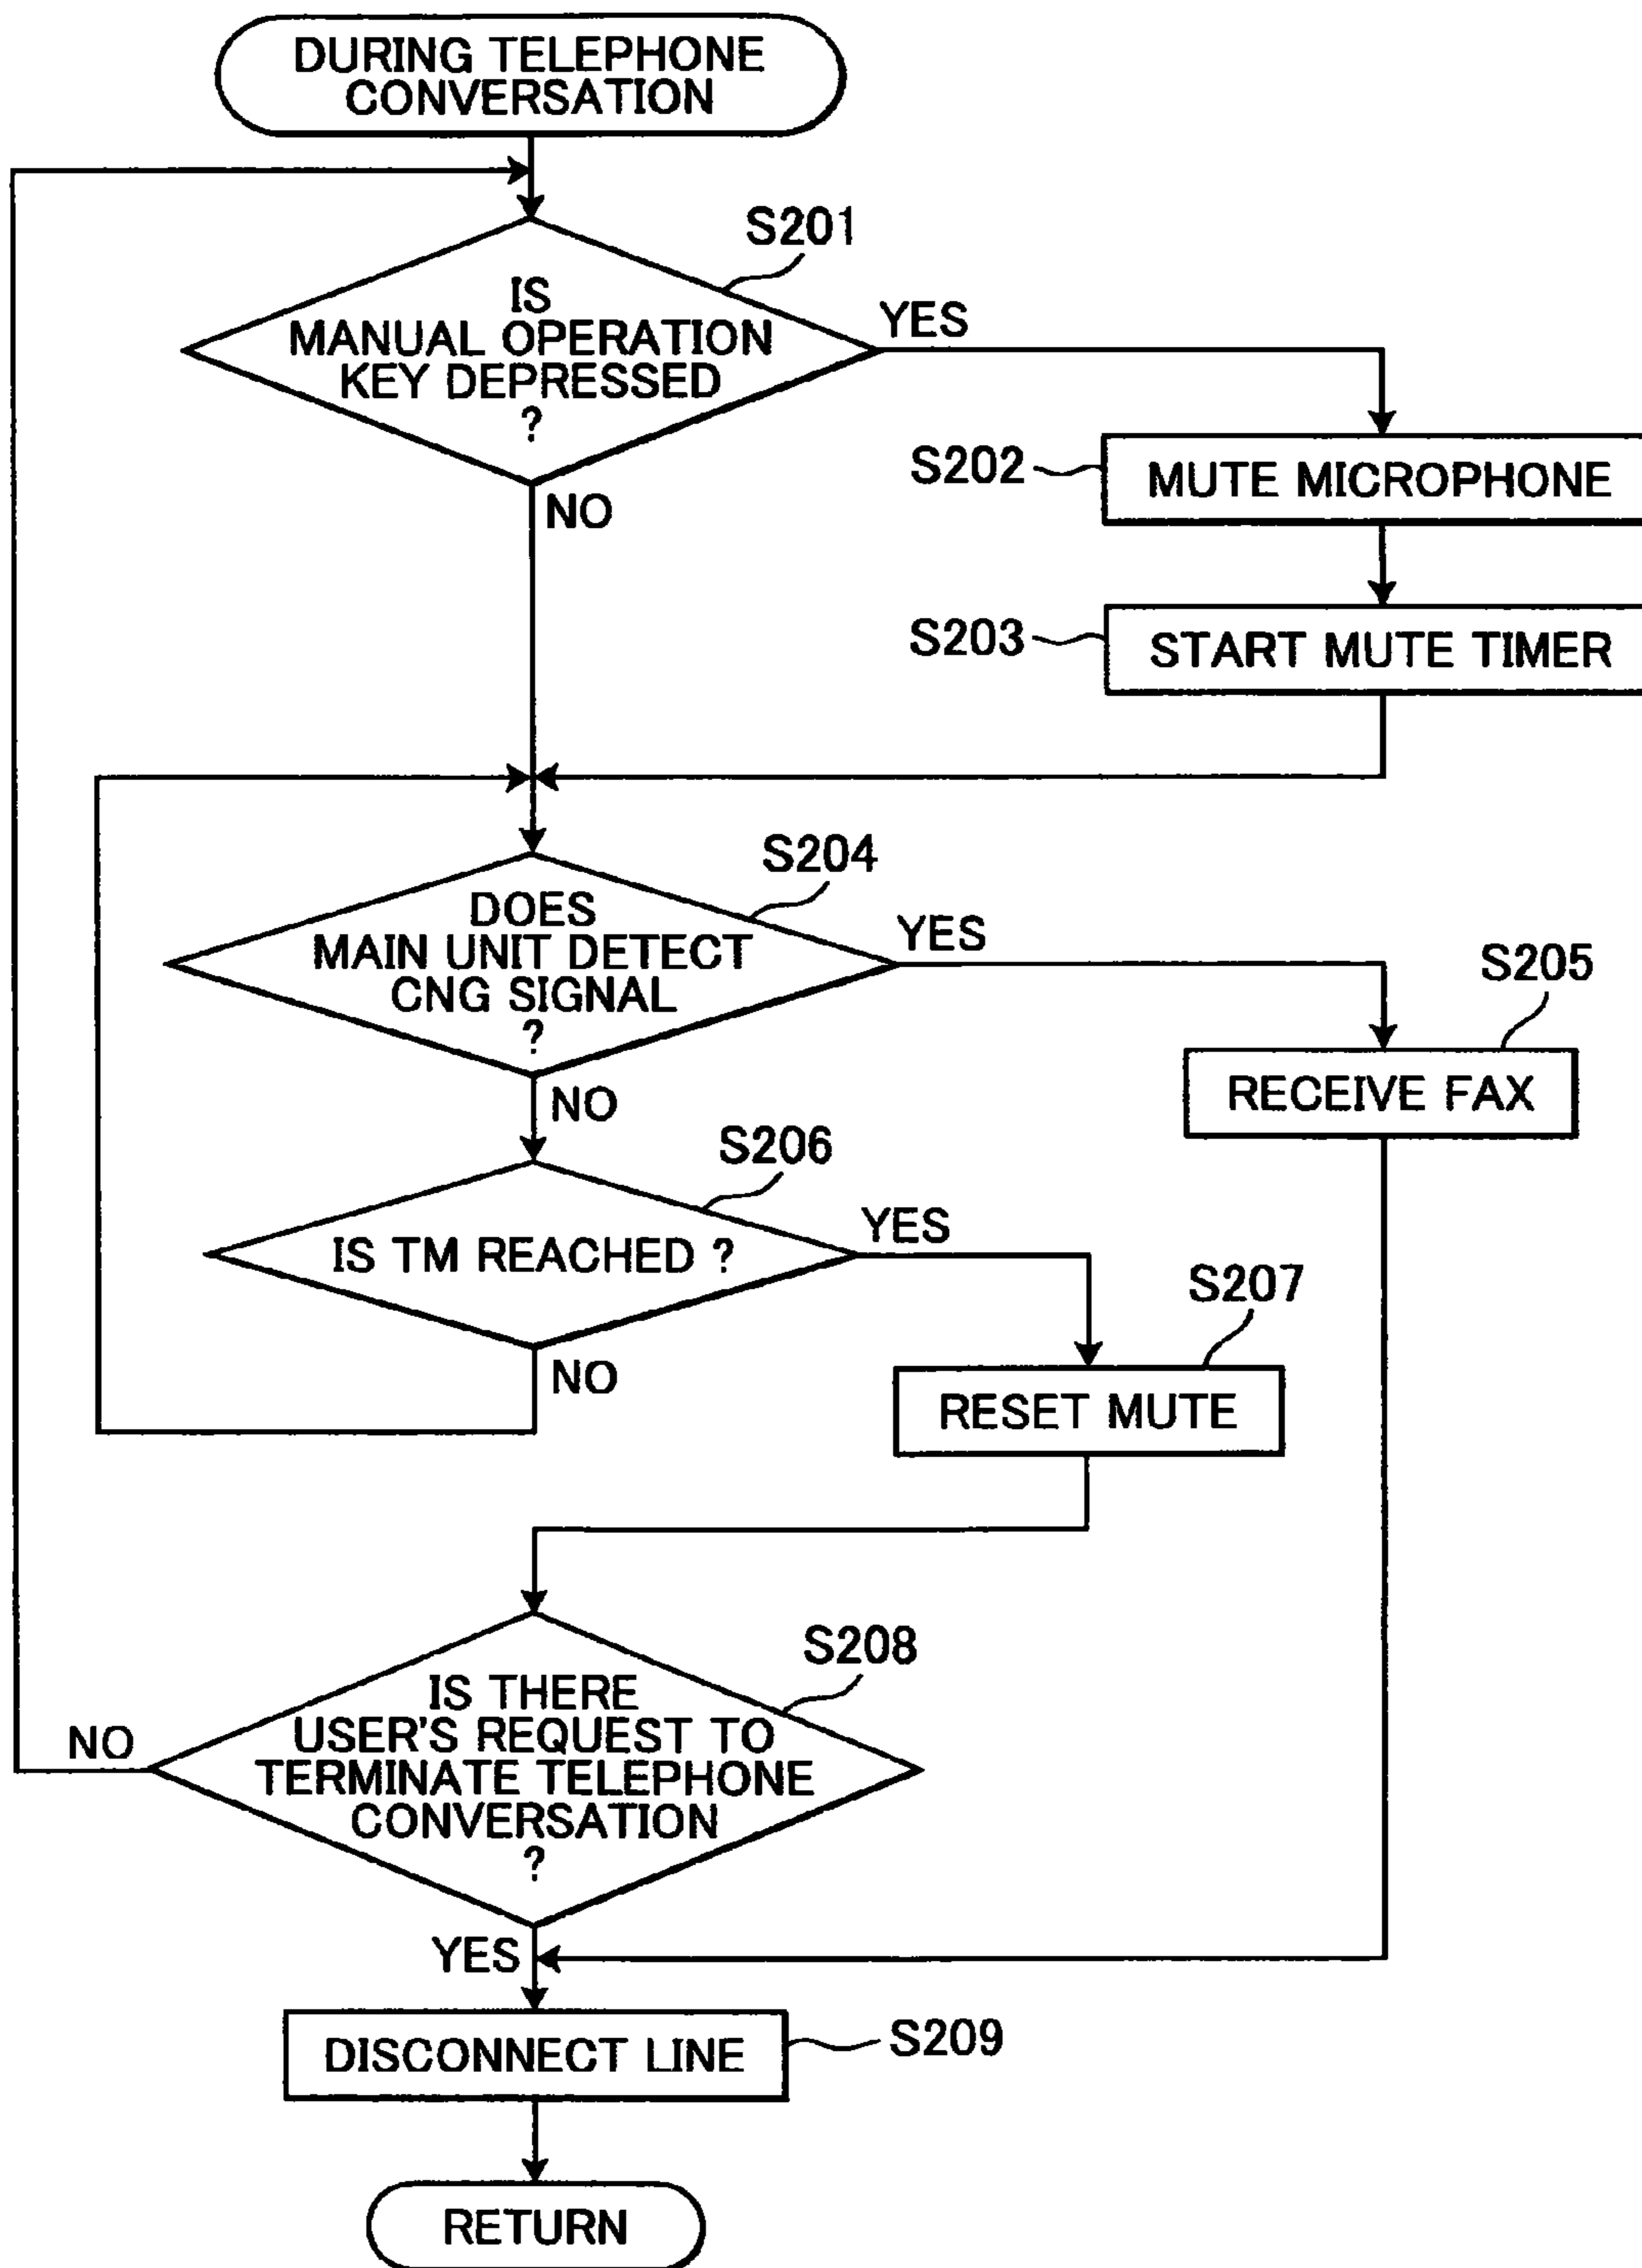 DURING TELEPHONE
CONVERSATION
S201
IS
MANUAL OPERATION
KEY DEPRESSED
?
YES
NO
S202
MUTE MICROPHONE
S203
START MUTE TIMER
S204
DOES
MAIN UNIT DETECT
CNG SIGNAL
?
YES
NO
S205
RECEIVE FAX
S206
IS TM REACHED ?
YES
NO
S207
RESET MUTE
S208
IS THERE
USER'S REQUEST TO
TERMINATE TELEPHONE
CONVERSATION
?
NO
YES
DISCONNECT LINE
S209
RETURN